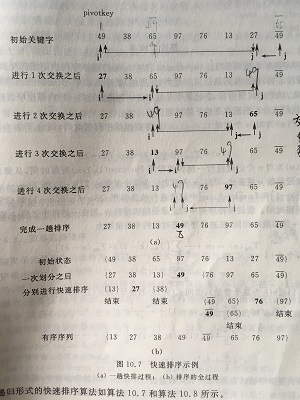 pivotkey
初始关键字 49 38 65 97 76 13 27 49
i j j
进行1次交换之后 27 38 65 97 76 13 49
i i j
进行2次交换之后 27 38 97 76 13 65 49
i j j
进行3次交换之后 27 38 13 97 76 65 49
i i j
进行4次交换之后 27 38 13 76 97 65 49
i j j
完成一趟排序 27 38 13 49 76 97 65 49
(a)
初始状态 {49 38 65 97 76 13 27 49}
一次划分之后 {27 38 13} 49 {76 97 65 49}
分别进行快速排序 {13} 27 {38}
结束 结束 {49 65} 76 {97}
49 {65} 结束
结束
有序序列 {13 27 38 49 49 65 76 97}
(b)
图 10.7 快速排序示例
(a) 一趟快排过程；(b) 排序的全过程
递归形式的快速排序算法如算法 10.7 和算法 10.8 所示。